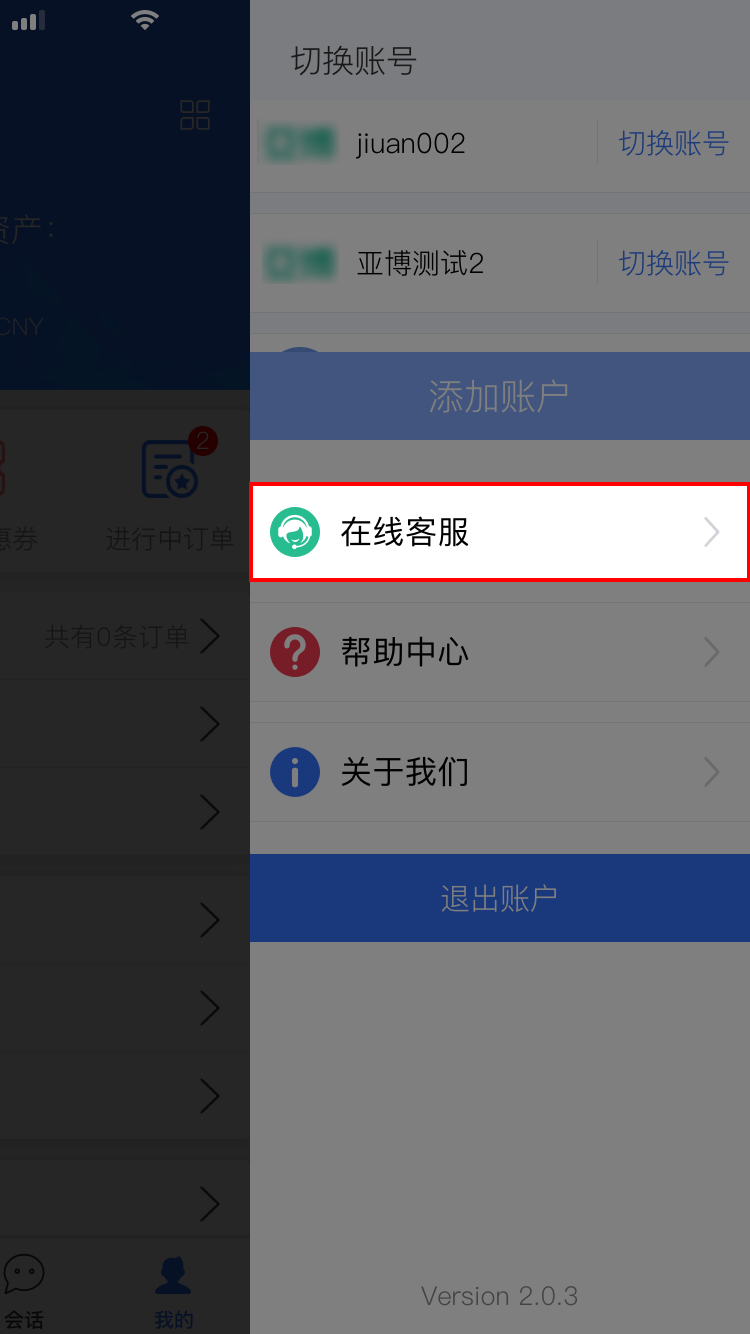 切换账号
jiuan002
切换账号
亚博测试2
切换账号
添加账户
在线客服
帮助中心
关于我们
退出账户
Version 2.0.3
资产：
CNY
2
惠券
进行中订单
共有0条订单
会话
我的